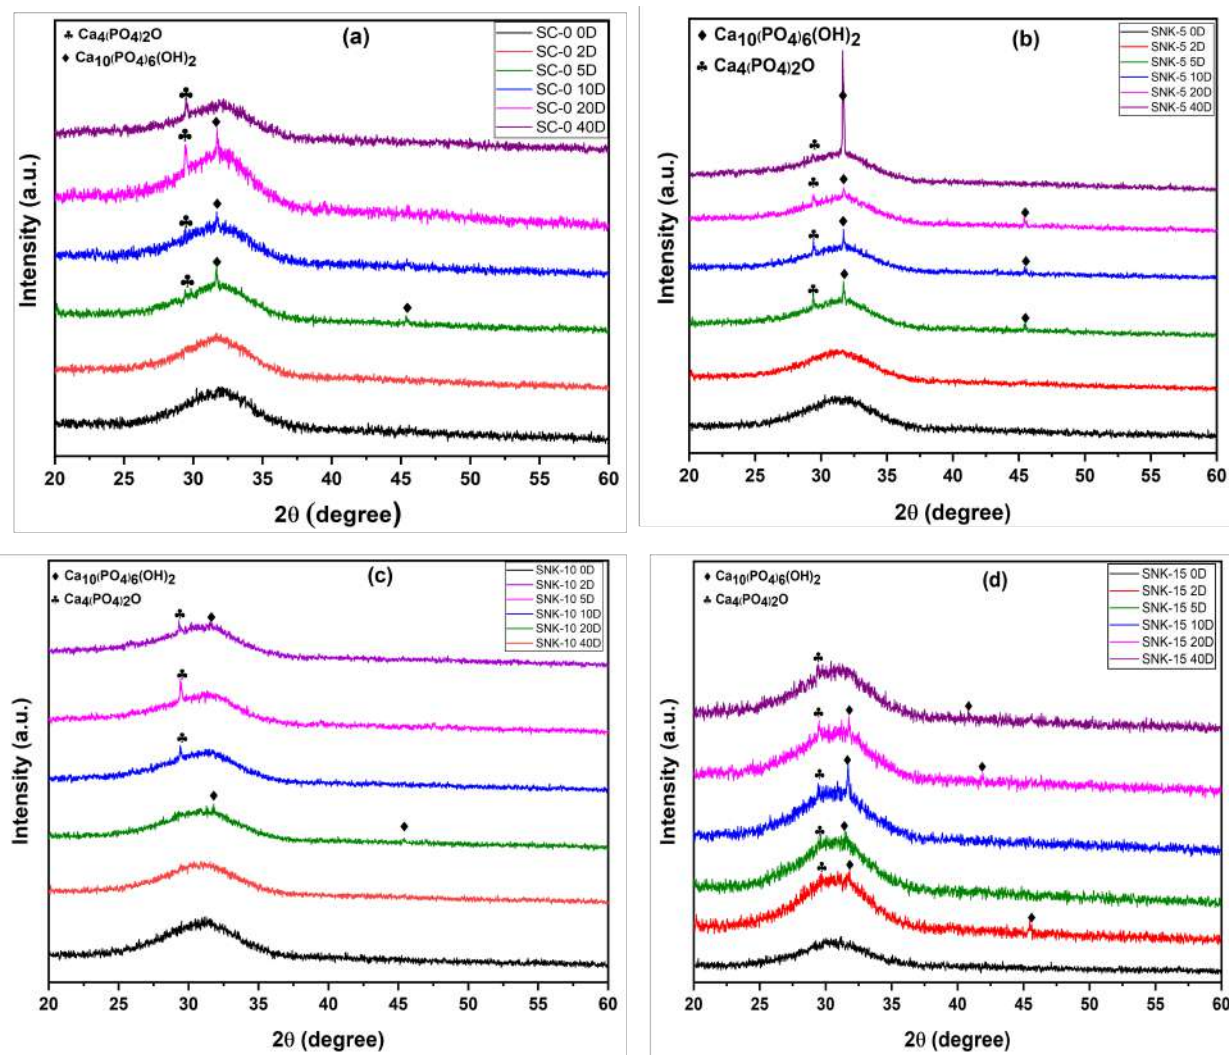 ♣ Ca4(PO4)2O
♦ Ca10(PO4)6(OH)2
(a)
SC-0 0D
SC-0 2D
SC-0 5D
SC-0 10D
SC-0 20D
SC-0 40D
Intensity (a.u.)
20 25 30 35 40 45 50 55 60
2θ (degree)
♦ Ca10(PO4)6(OH)2
♣ Ca4(PO4)2O
(b)
SNK-5 0D
SNK-5 2D
SNK-5 5D
SNK-5 10D
SNK-5 20D
SNK-5 40D
Intensity (a.u.)
20 25 30 35 40 45 50 55 60
2θ (degree)
♦ Ca10(PO4)6(OH)2
♣ Ca4(PO4)2O
(c)
SNK-10 0D
SNK-10 2D
SNK-10 5D
SNK-10 10D
SNK-10 20D
SNK-10 40D
Intensity (a.u.)
20 25 30 35 40 45 50 55 60
2θ (degree)
♦ Ca10(PO4)6(OH)2
♣ Ca4(PO4)2O
(d)
SNK-15 0D
SNK-15 2D
SNK-15 5D
SNK-15 10D
SNK-15 20D
SNK-15 40D
Intensity (a.u.)
20 25 30 35 40 45 50 55 60
2θ (degree)